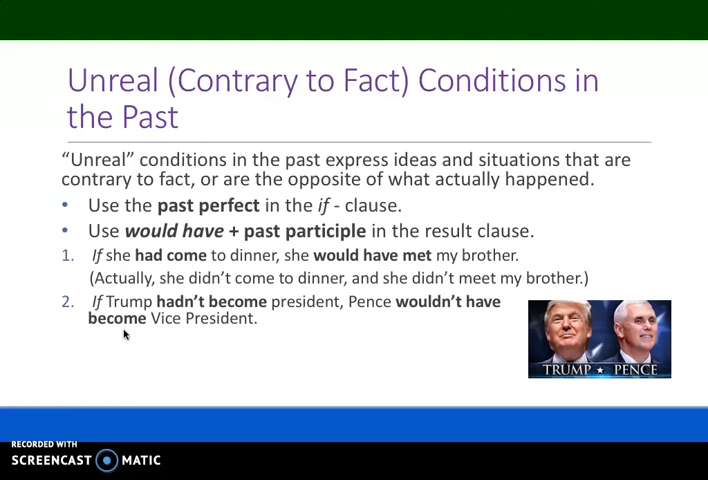 Unreal (Contrary to Fact) Conditions in
the Past
“Unreal” conditions in the past express ideas and situations that are
contrary to fact, or are the opposite of what actually happened.
• Use the past perfect in the if - clause.
• Use would have + past participle in the result clause.
1. If she had come to dinner, she would have met my brother.
(Actually, she didn’t come to dinner, and she didn’t meet my brother.)
2. If Trump hadn’t become president, Pence wouldn’t have
become Vice President.
TRUMP ★ PENCE
RECORDED WITH
SCREENCAST MATIC